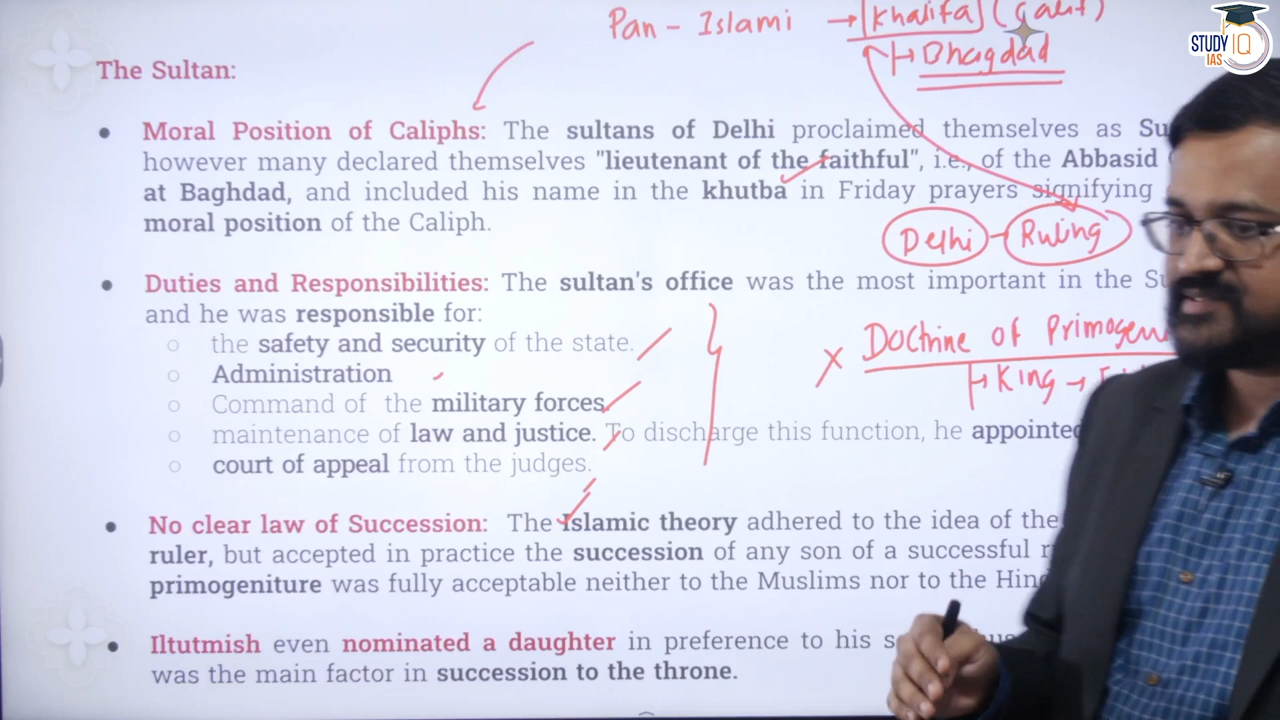 Pan - Islami → Khalifa
STUDY IQ
IAS
Bhagdad
The Sultan:
Moral Position of Caliphs: The sultans of Delhi proclaimed themselves as
however many declared themselves "lieutenant of the faithful", i.e., of the Abbasid
at Baghdad, and included his name in the khutba in Friday prayers signifying
moral position of the Caliph.
Delhi - Ruling
Duties and Responsibilities: The sultan's office was the most important in the
and he was responsible for:
the safety and security of the state.
Doctrine of
Administration
King →
Command of the military forces
maintenance of law and justice. To discharge this function, he appointed
court of appeal from the judges.
No clear law of Succession: The Islamic theory adhered to the idea of the
ruler, but accepted in practice the succession of any son of a successful
primogeniture was fully acceptable neither to the Muslims nor to the
Iltutmish even nominated a daughter in preference to his
was the main factor in succession to the throne.